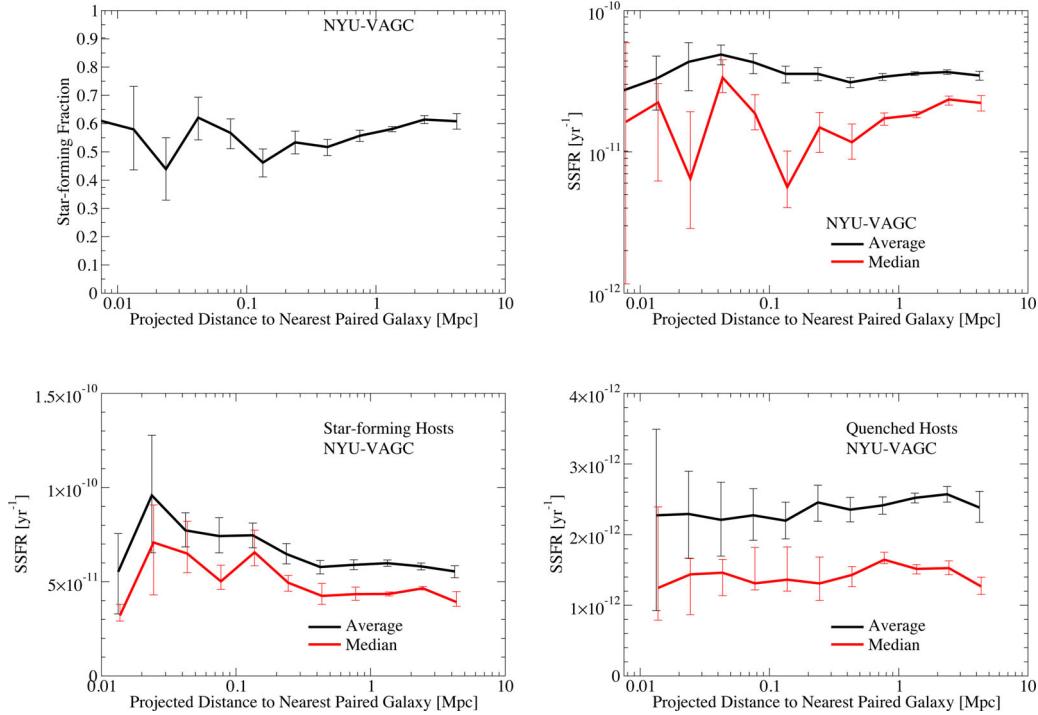 1
0.9
0.8
0.7
0.6
0.5
0.4
0.3
0.2
0.1
0
Star-forming Fraction
NYU-VAGC
0.01 0.1 1 10
Projected Distance to Nearest Paired Galaxy [Mpc]
10⁻¹⁰
10⁻¹¹
10⁻¹²
SSFR [yr⁻¹]
NYU-VAGC
Average
Median
0.01 0.1 1 10
Projected Distance to Nearest Paired Galaxy [Mpc]
1.5×10⁻¹⁰
1×10⁻¹⁰
5×10⁻¹¹
0
SSFR [yr⁻¹]
Star-forming Hosts
NYU-VAGC
Average
Median
0.01 0.1 1 10
Projected Distance to Nearest Paired Galaxy [Mpc]
4×10⁻¹²
3×10⁻¹²
2×10⁻¹²
1×10⁻¹²
0
SSFR [yr⁻¹]
Quenched Hosts
NYU-VAGC
Average
Median
0.01 0.1 1 10
Projected Distance to Nearest Paired Galaxy [Mpc]